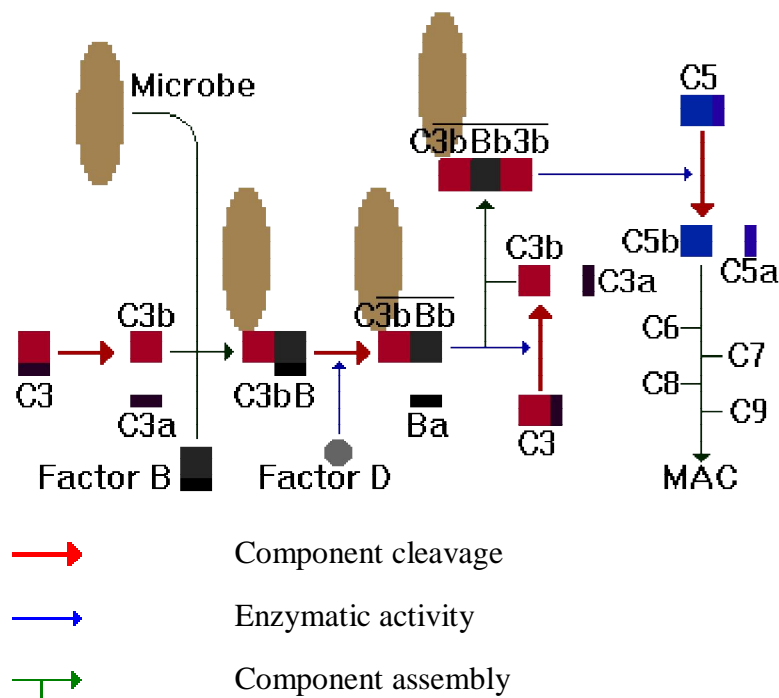 Microbe
C5
C3bBb3b
C5b
C5a
C3b
C3a
C3b
C3bBb
C6
C7
C3
C3a
C3bB
Ba
C3
C8
C9
Factor B
Factor D
MAC
Component cleavage
Enzymatic activity
Component assembly